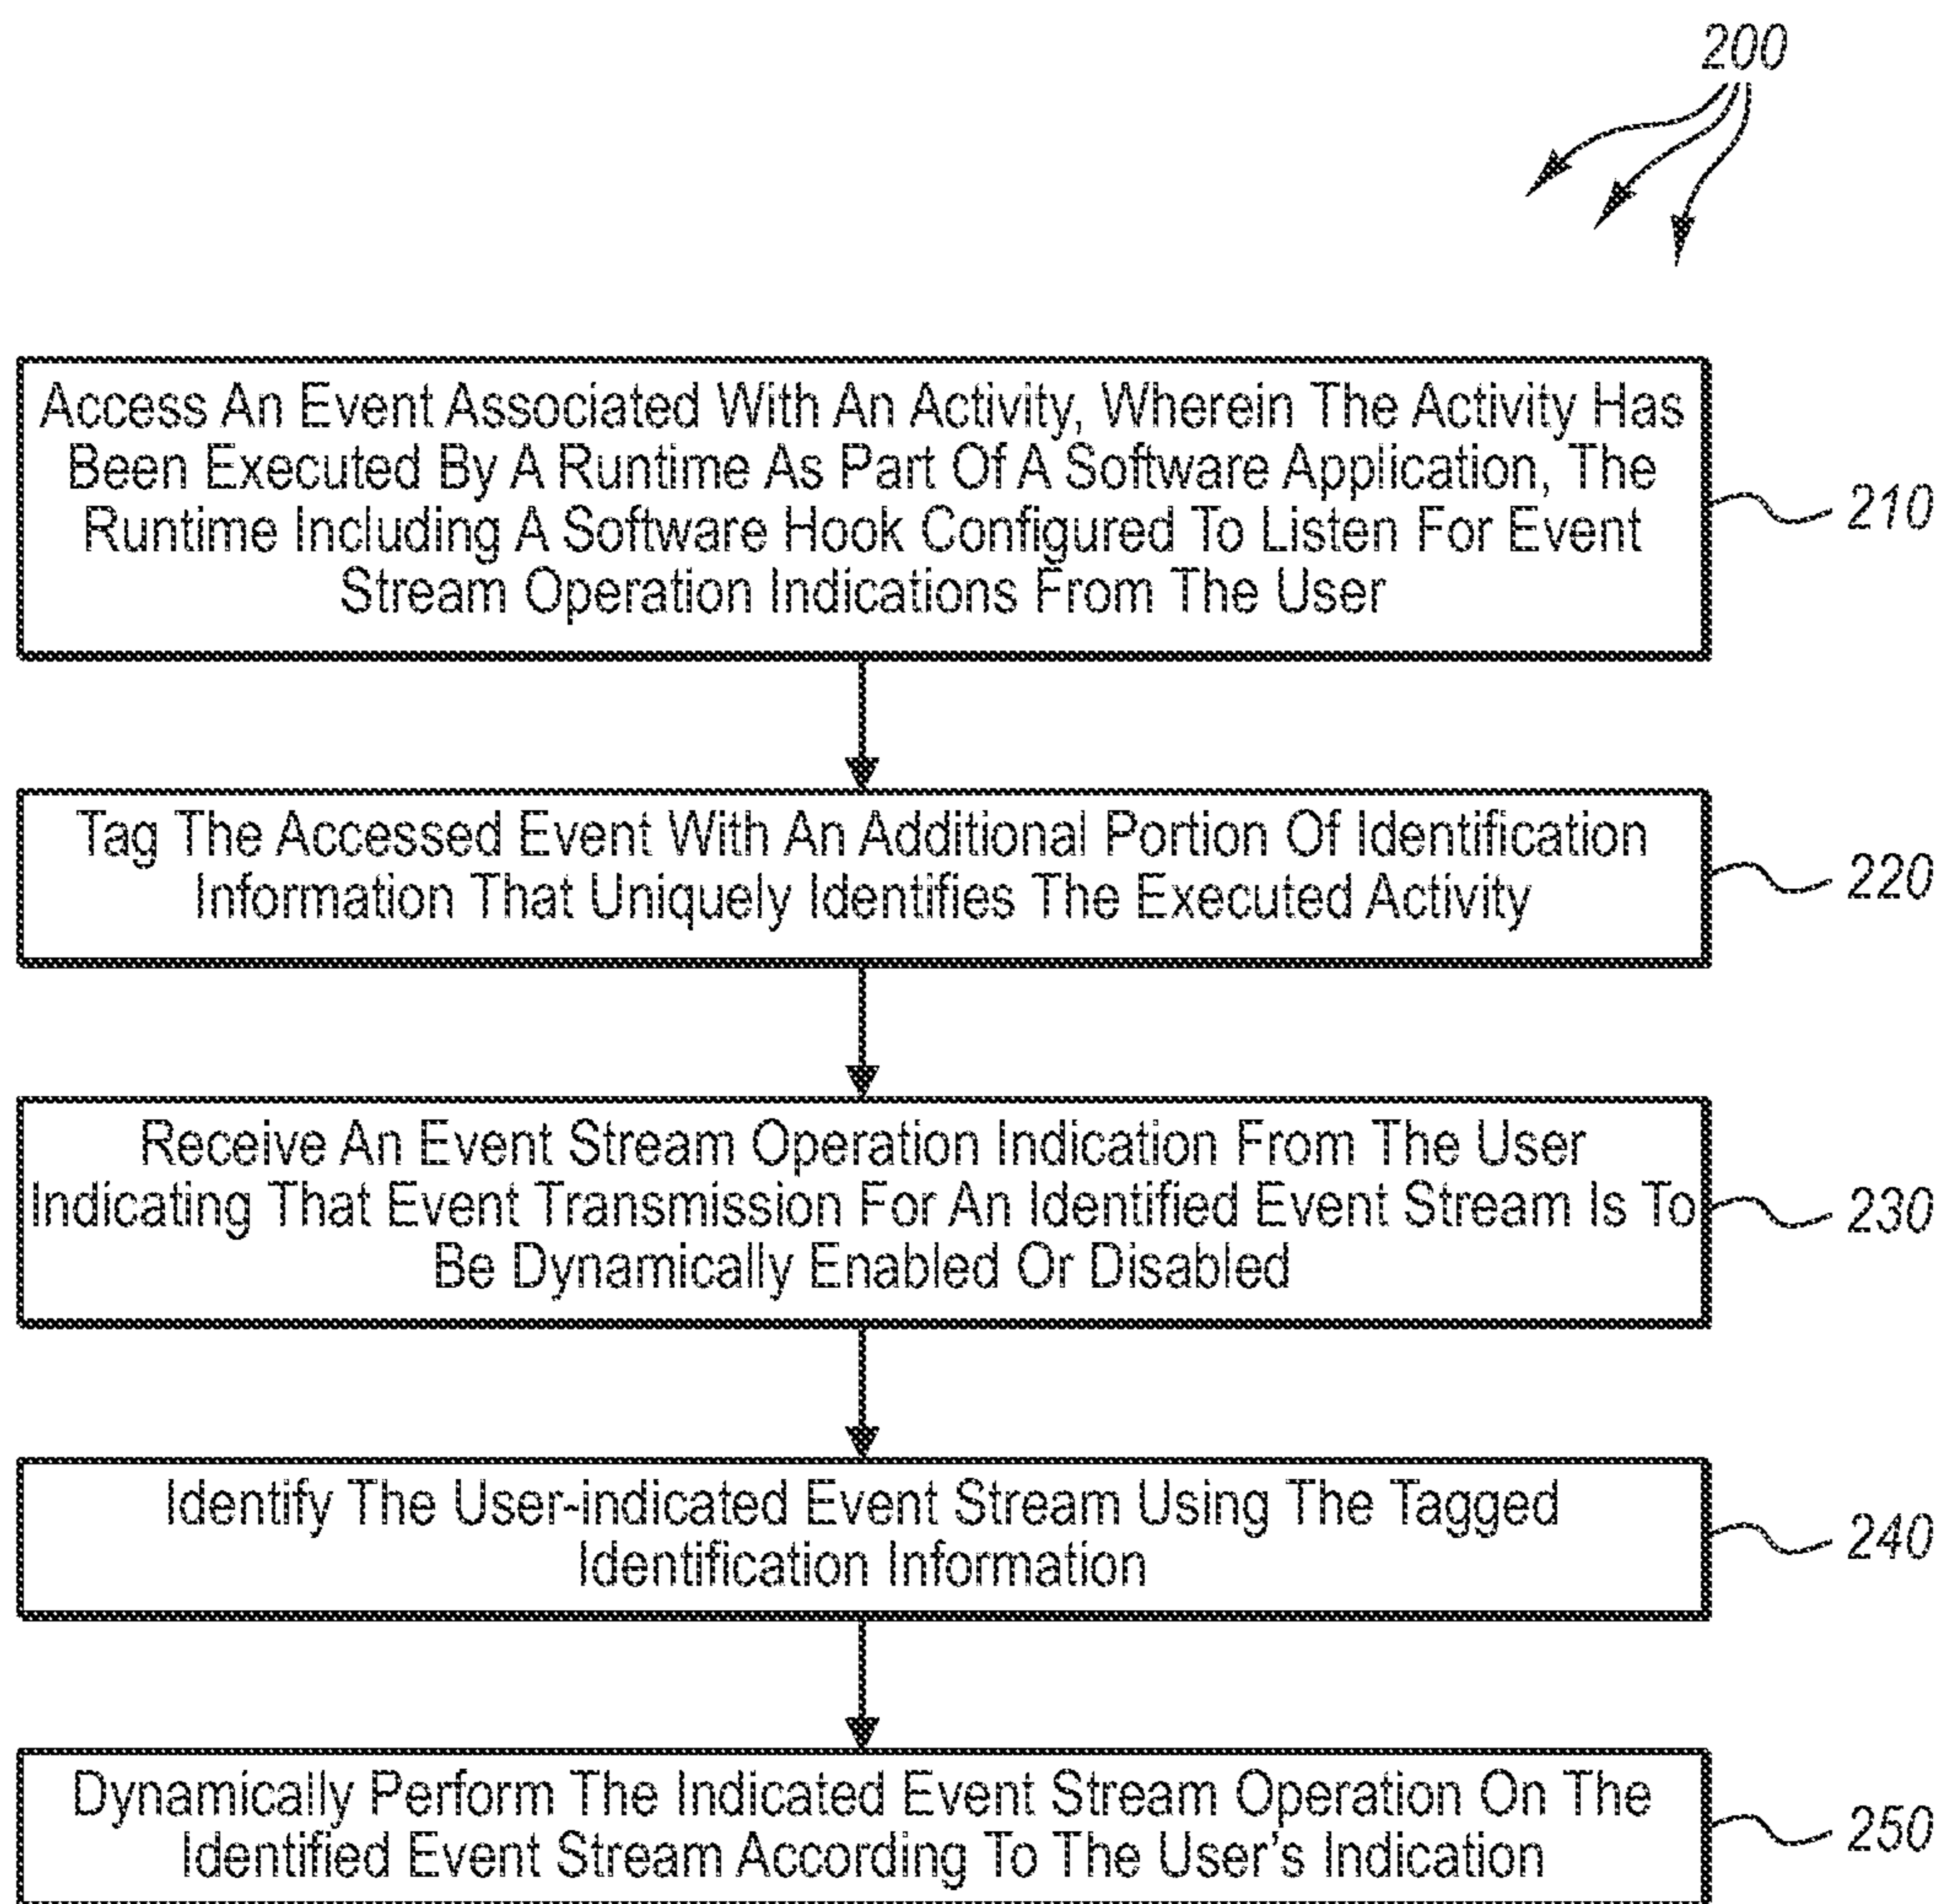 200
Access An Event Associated With An Activity, Wherein The Activity Has
Been Executed By A Runtime As Part Of A Software Application, The
Runtime Including A Software Hook Configured To Listen For Event
Stream Operation Indications From The User
210
Tag The Accessed Event With An Additional Portion Of Identification
Information That Uniquely Identifies The Executed Activity
220
Receive An Event Stream Operation Indication From The User
Indicating That Event Transmission For An Identified Event Stream Is To
Be Dynamically Enabled Or Disabled
230
Identify The User-indicated Event Stream Using The Tagged
Identification Information
240
Dynamically Perform The Indicated Event Stream Operation On The
Identified Event Stream According To The User's Indication
250